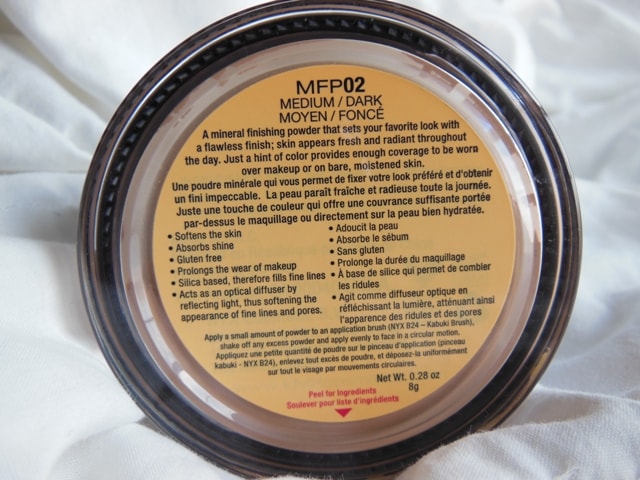 MFP02
MEDIUM / DARK
MOYEN / FONCÉ
A mineral finishing powder that sets your favorite look with
a flawless finish; skin appears fresh and radiant throughout
the day. Just a hint of color provides enough coverage to be worn
over makeup or on bare, moistened skin.
Une poudre minérale qui vous permet de fixer votre look préféré et d'obtenir
un fini impeccable. La peau paraît fraîche et radieuse toute la journée.
Juste une touche de couleur qui offre une couvrance suffisante portée
par-dessus le maquillage ou directement sur la peau bien hydratée.
• Softens the skin
• Absorbs shine
• Gluten free
• Prolongs the wear of makeup
• Silica based, therefore fills fine lines
• Acts as an optical diffuser by
reflecting light, thus softening the
appearance of fine lines and pores.
• Adoucit la peau
• Absorbe le sébum
• Sans gluten
• Prolonge la durée du maquillage
• À base de silice qui permet de combler
les ridules
• Agit comme diffuseur optique en
réfléchissant la lumière, atténuant ainsi
l'apparence des ridules et des pores
Apply a small amount of powder to an application brush (NYX B24 – Kabuki Brush),
shake off any excess powder and apply evenly to face in a circular motion.
Appliquez une petite quantité de poudre sur le pinceau d'application (pinceau
kabuki - NYX B24), enlevez tout excès de poudre, et déposez-la uniformément
sur tout le visage par mouvements circulaires.
Net Wt. 0.28 oz
8g
Peel for Ingredients
Soulever pour liste d'ingrédients